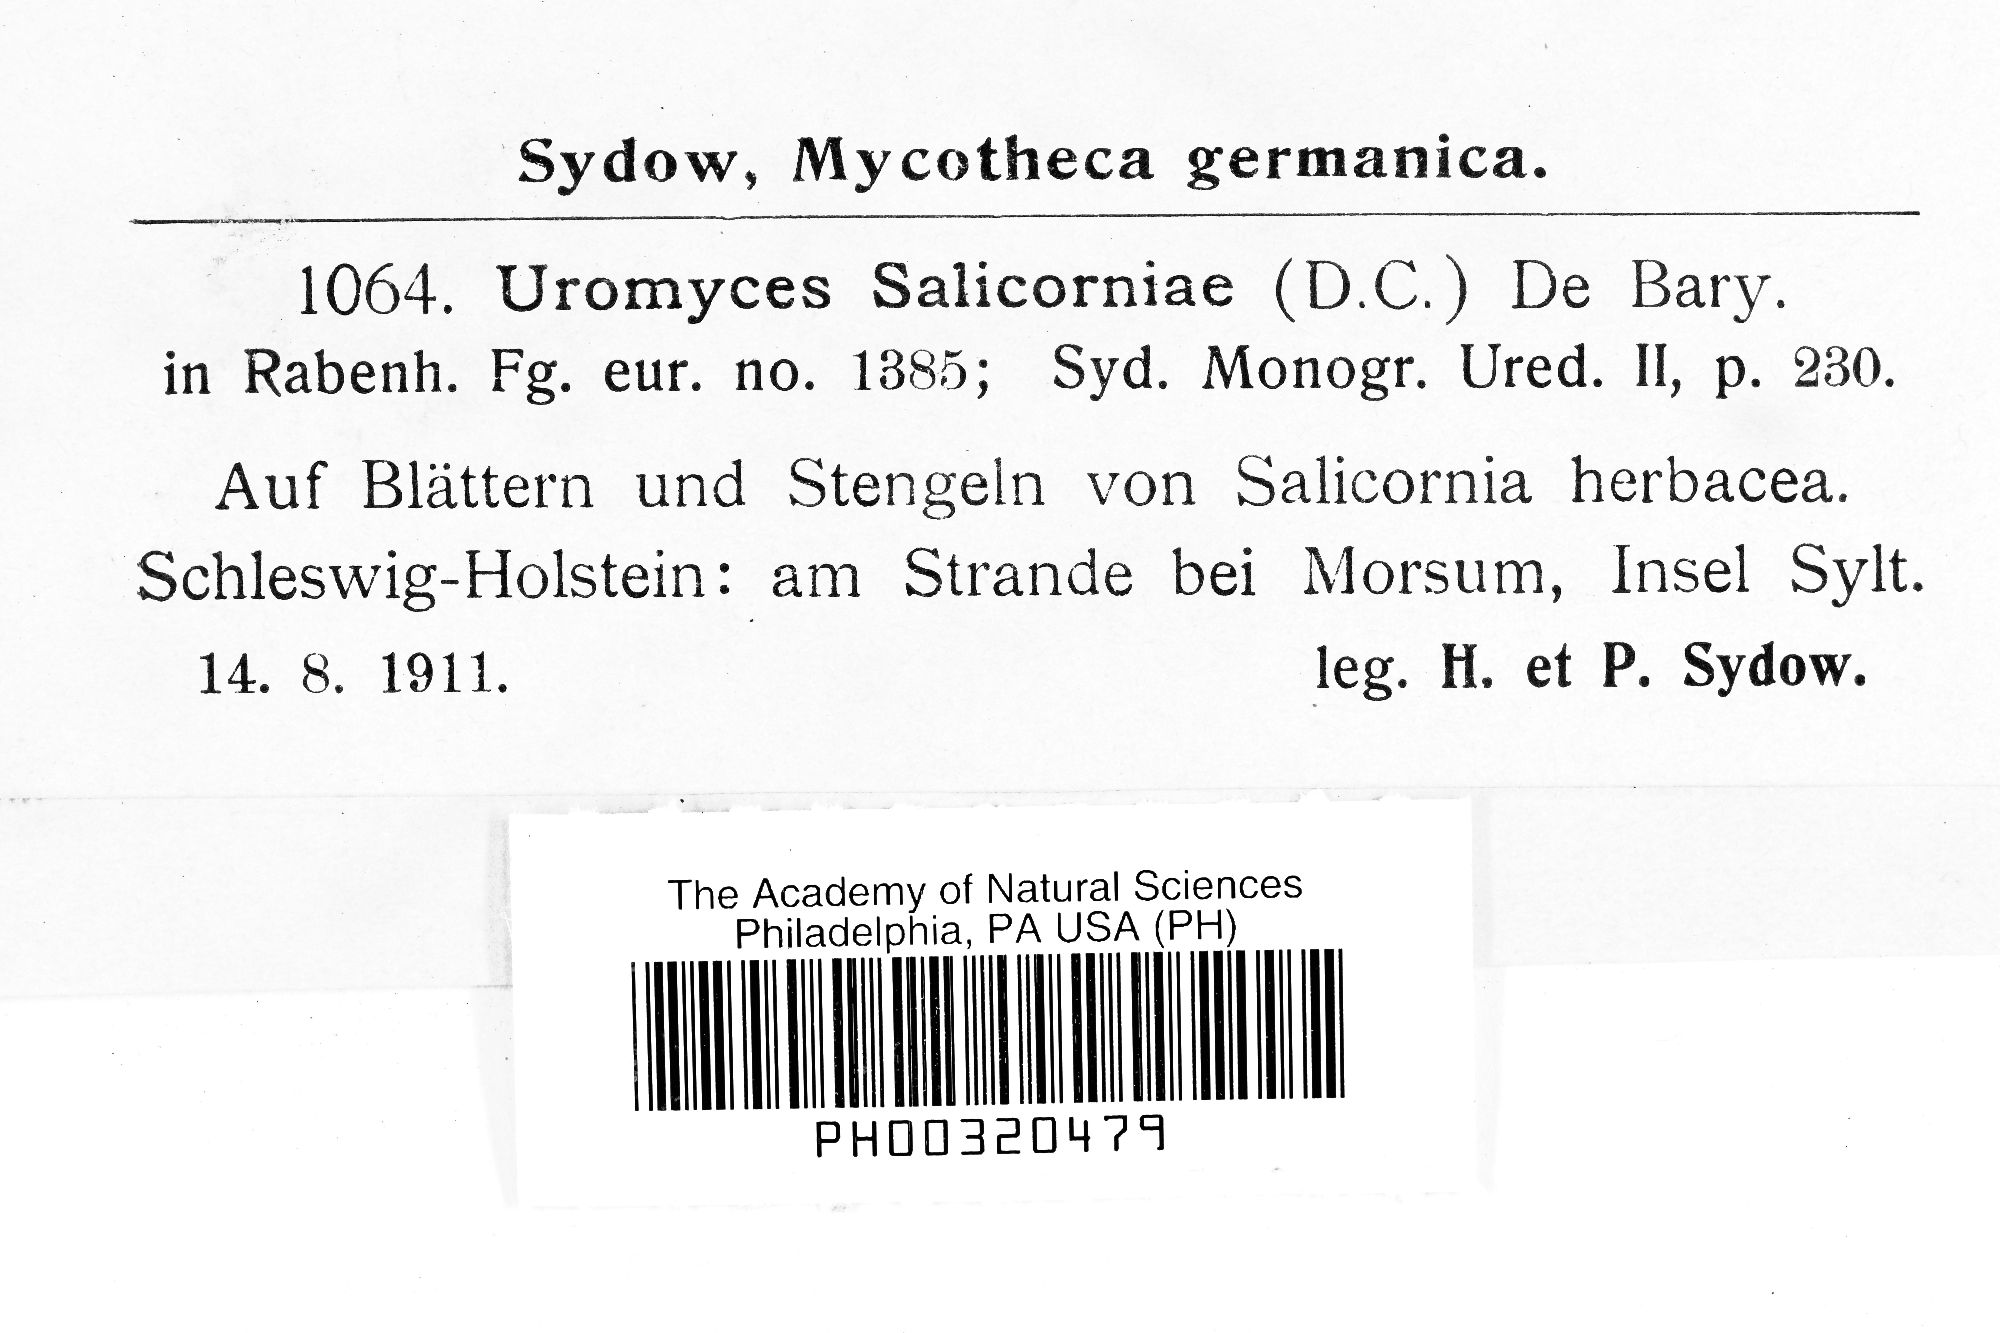 Sydow, Mycotheca germanica.
1064. Uromyces Salicorniae (D.C.) De Bary.
in Rabenh. Fg. eur. no. 1385; Syd. Monogr. Ured. II, p. 230.
Auf Blättern und Stengeln von Salicornia herbacea.
Schleswig-Holstein: am Strande bei Morsum, Insel Sylt.
14. 8. 1911. leg. H. et P. Sydow.
The Academy of Natural Sciences
Philadelphia, PA USA (PH)
PH00320479